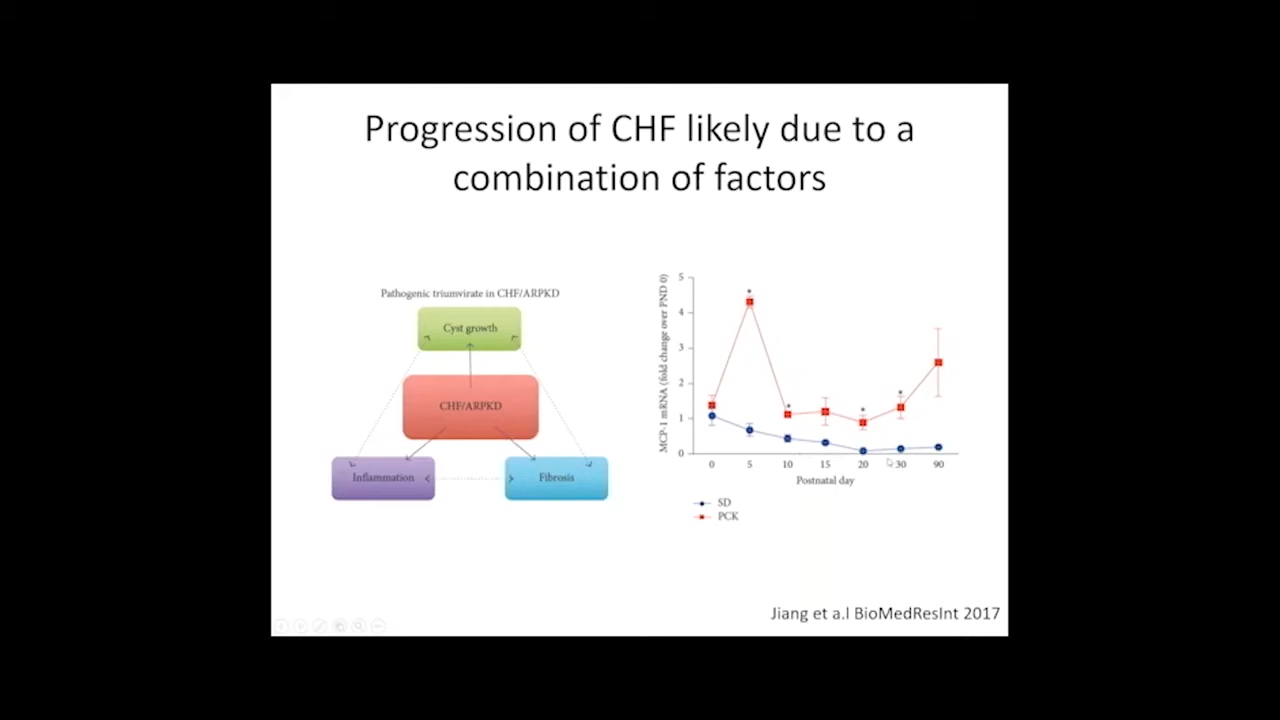 Progression of CHF likely due to a
combination of factors
Pathogenic triumvirate in CHF/ARPKD
Cyst growth
CHF/ARPKD
Inflammation
Fibrosis
MCP-1 mRNA (fold change over PND 0)
5
4
3
2
1
0
* * * *
0 5 10 15 20 30 90
Postnatal day
SD
PCK
Jiang et a.l BioMedResInt 2017